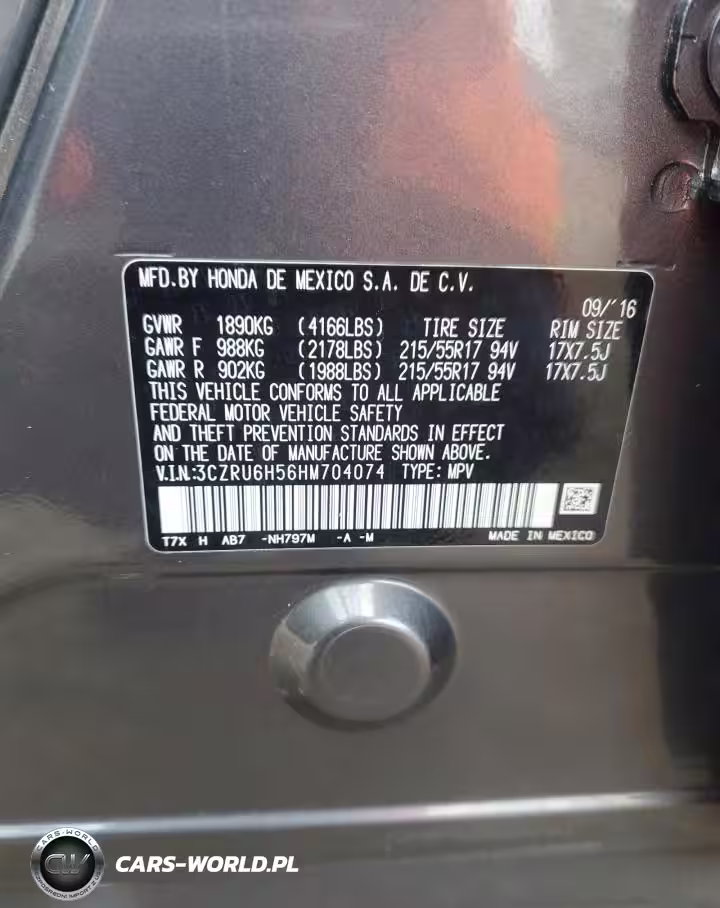 MFD.BY HONDA DE MEXICO S.A. DE C.V.
09/'16
GVWR 1890KG (4166LBS) TIRE SIZE RIM SIZE
GAWR F 988KG (2178LBS) 215/55R17 94V 17X7.5J
GAWR R 902KG (1988LBS) 215/55R17 94V 17X7.5J
THIS VEHICLE CONFORMS TO ALL APPLICABLE
FEDERAL MOTOR VEHICLE SAFETY
AND THEFT PREVENTION STANDARDS IN EFFECT
ON THE DATE OF MANUFACTURE SHOWN ABOVE.
V.I.N.:3CZRU6H56HM704074 TYPE: MPV
T7X H AB7 -NH797M -A -M MADE IN MEXICO
CARS-WORLD
CW
CARS-WORLD.PL